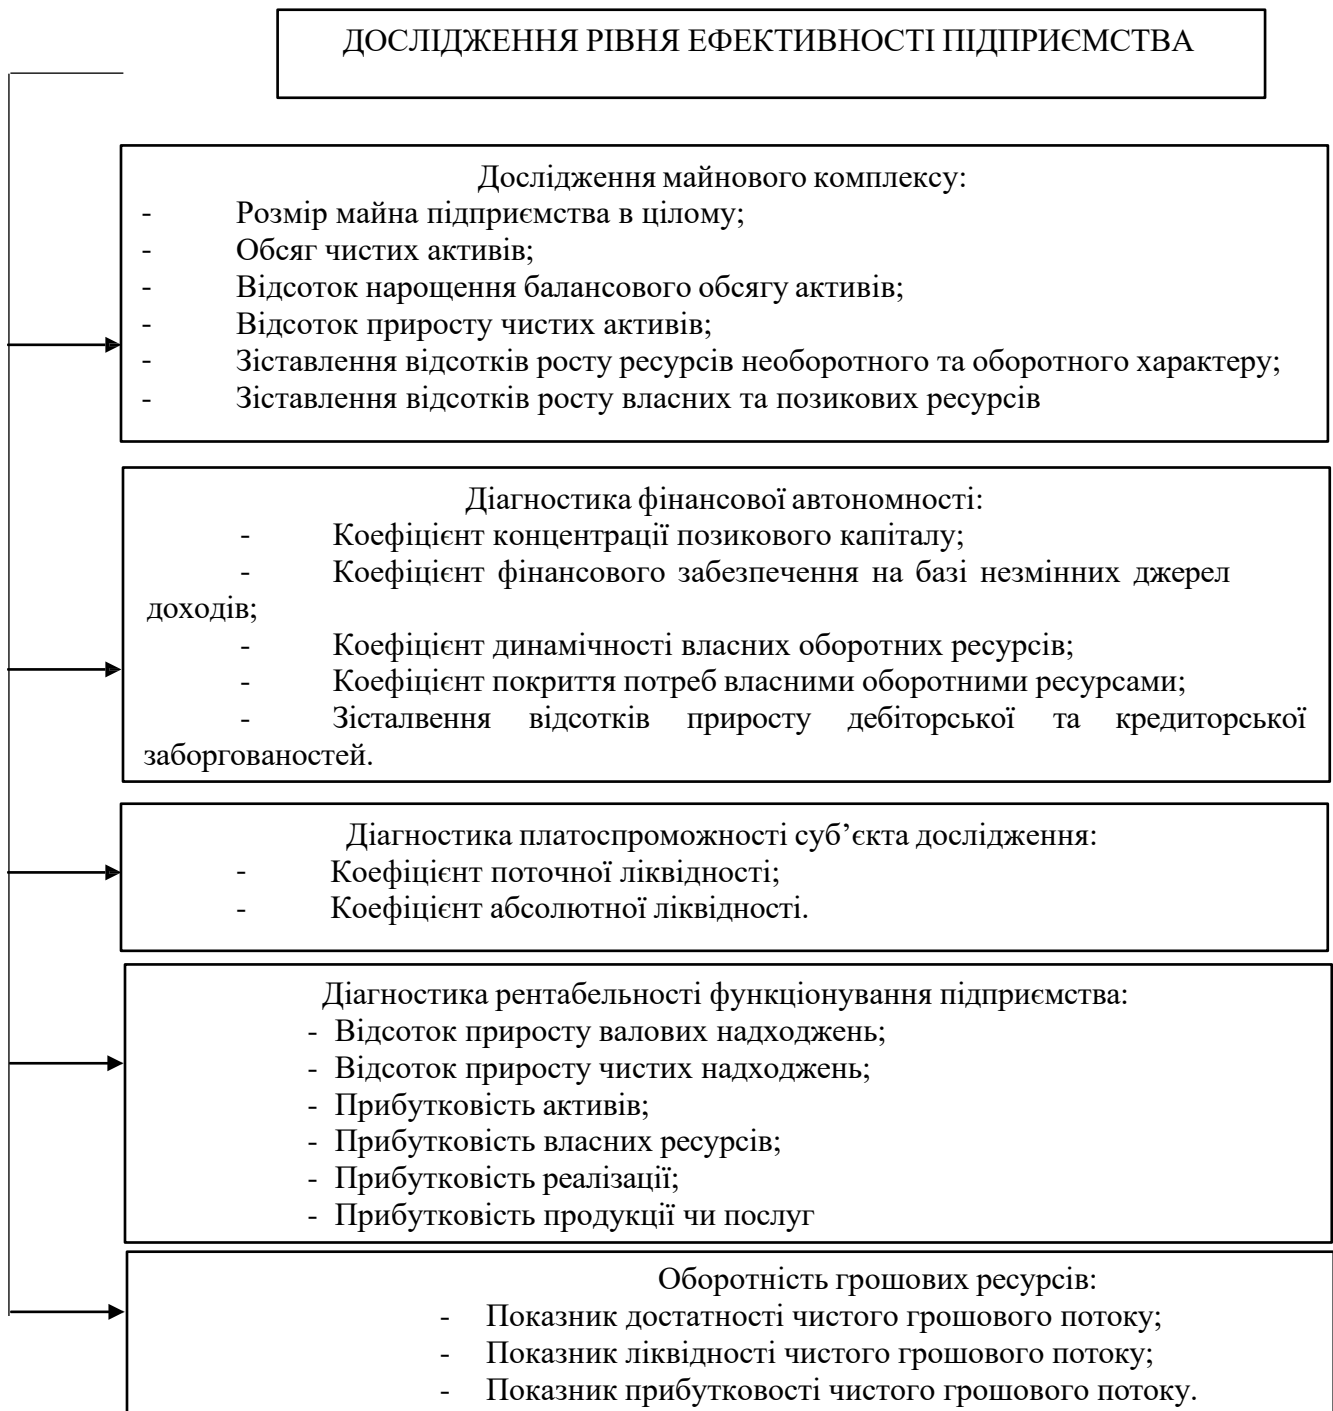 ДОСЛІДЖЕННЯ РІВНЯ ЕФЕКТИВНОСТІ ПІДПРИЄМСТВА
Дослідження майнового комплексу:
- Розмір майна підприємства в цілому;
- Обсяг чистих активів;
- Відсоток нарощення балансового обсягу активів;
- Відсоток приросту чистих активів;
- Зіставлення відсотків росту ресурсів необоротного та оборотного характеру;
- Зіставлення відсотків росту власних та позикових ресурсів
Діагностика фінансової автономності:
- Коефіцієнт концентрації позикового капіталу;
- Коефіцієнт фінансового забезпечення на базі незмінних джерел
доходів;
- Коефіцієнт динамічності власних оборотних ресурсів;
- Коефіцієнт покриття потреб власними оборотними ресурсами;
- Зісталвення відсотків приросту дебіторської та кредиторської
заборгованостей.
Діагностика платоспроможності суб’єкта дослідження:
- Коефіцієнт поточної ліквідності;
- Коефіцієнт абсолютної ліквідності.
Діагностика рентабельності функціонування підприємства:
- Відсоток приросту валових надходжень;
- Відсоток приросту чистих надходжень;
- Прибутковість активів;
- Прибутковість власних ресурсів;
- Прибутковість реалізації;
- Прибутковість продукції чи послуг
Оборотність грошових ресурсів:
- Показник достатності чистого грошового потоку;
- Показник ліквідності чистого грошового потоку;
- Показник прибутковості чистого грошового потоку.